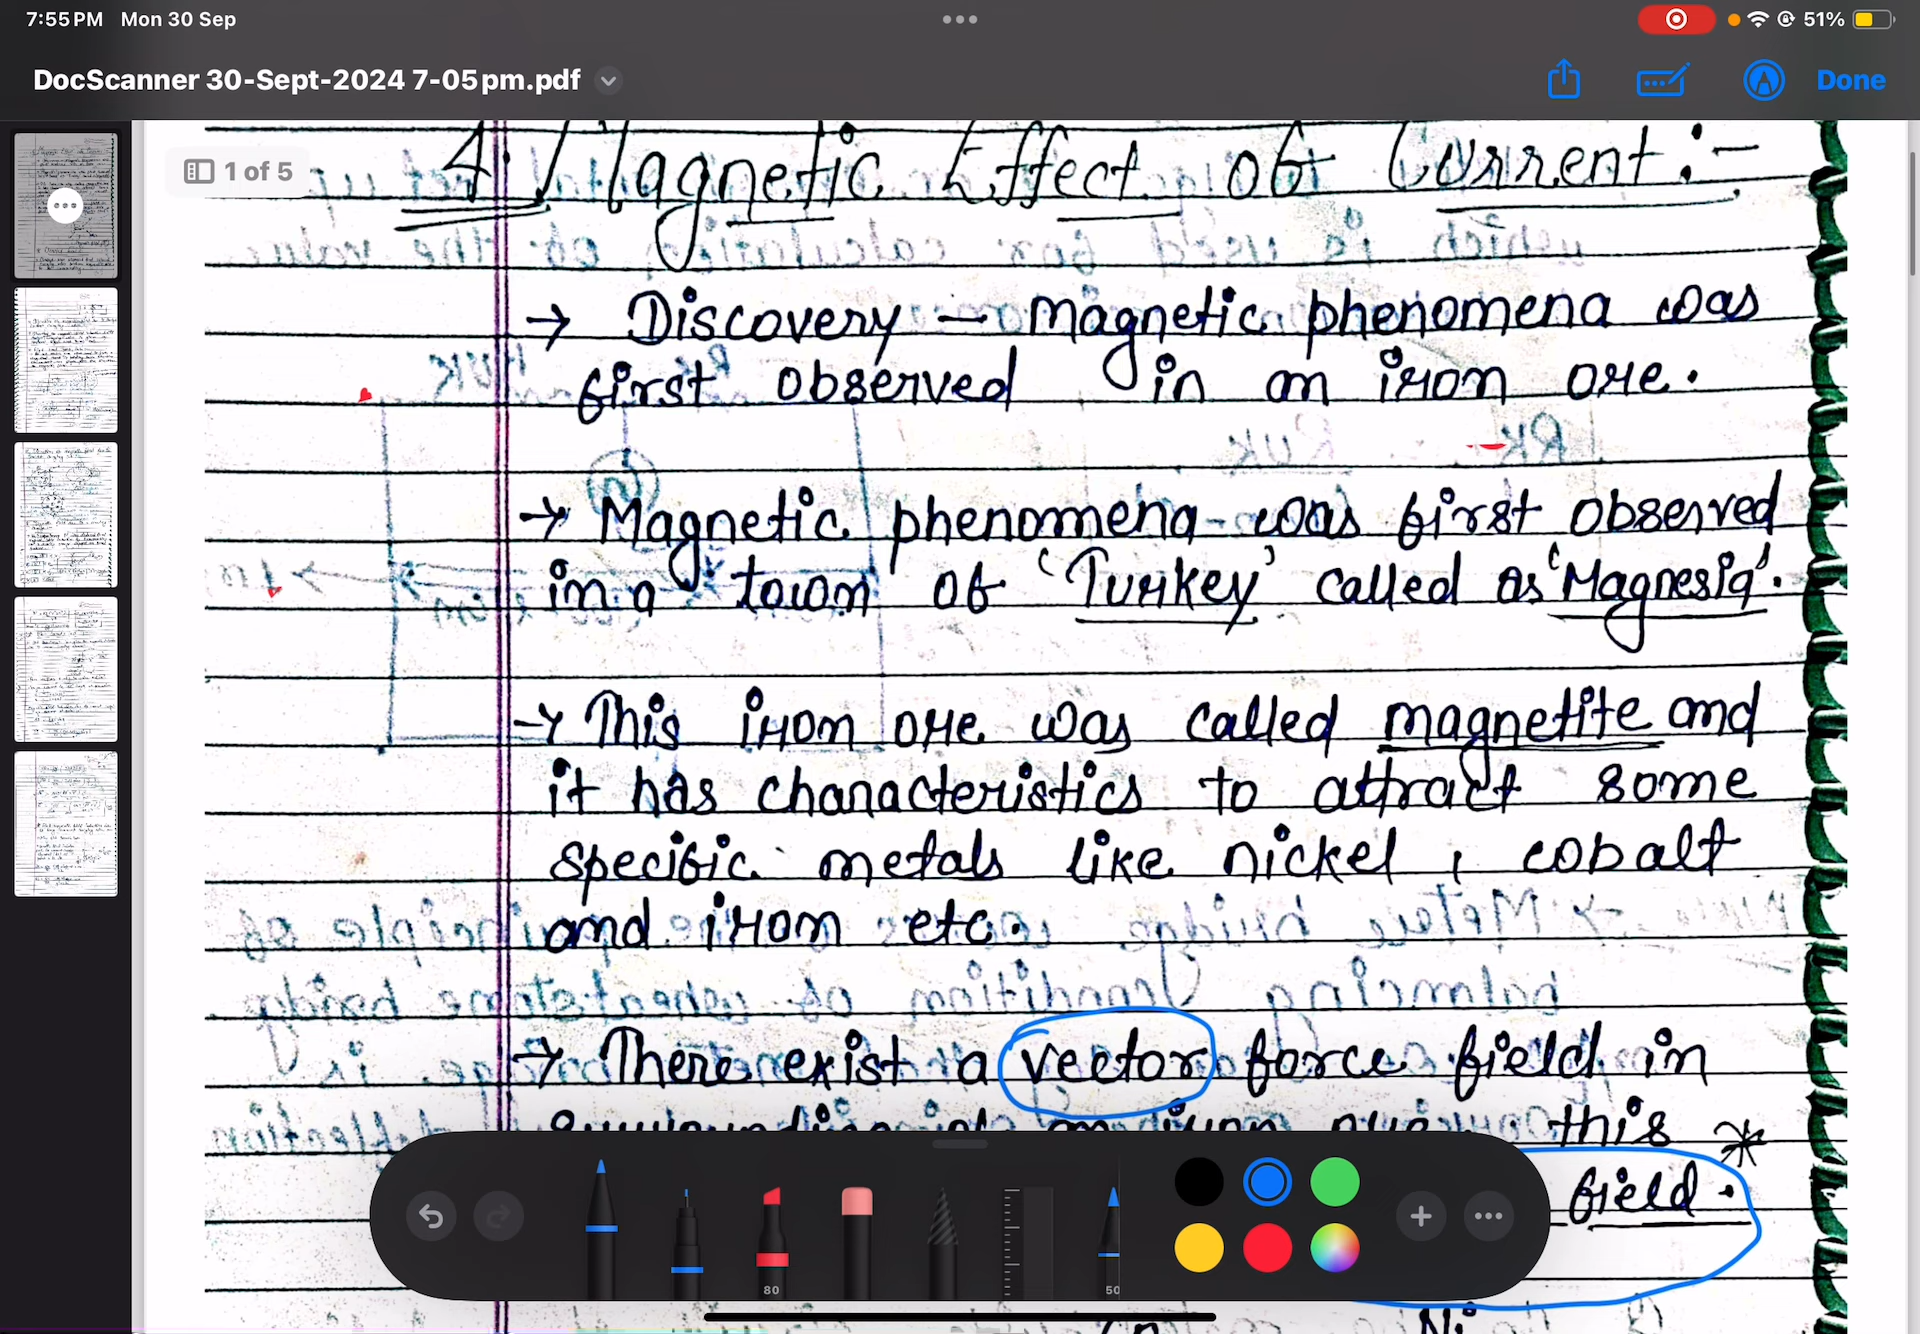 7:55 PM Mon 30 Sep
51%
DocScanner 30-Sept-2024 7-05 pm.pdf
Done
1 of 5
4. Magnetic Effect of Current :-
→ Discovery - magnetic phenomena was
first observed in an iron ore.
→ Magnetic phenomena was first observed
in a town of 'Turkey' called as 'Magnesia'.
→ This iron ore was called magnetite and
it has characteristics to attract some
specific metals like nickel, cobalt
and iron etc.
→ There exist a vector force field in
this *
field.
80
50
Ni